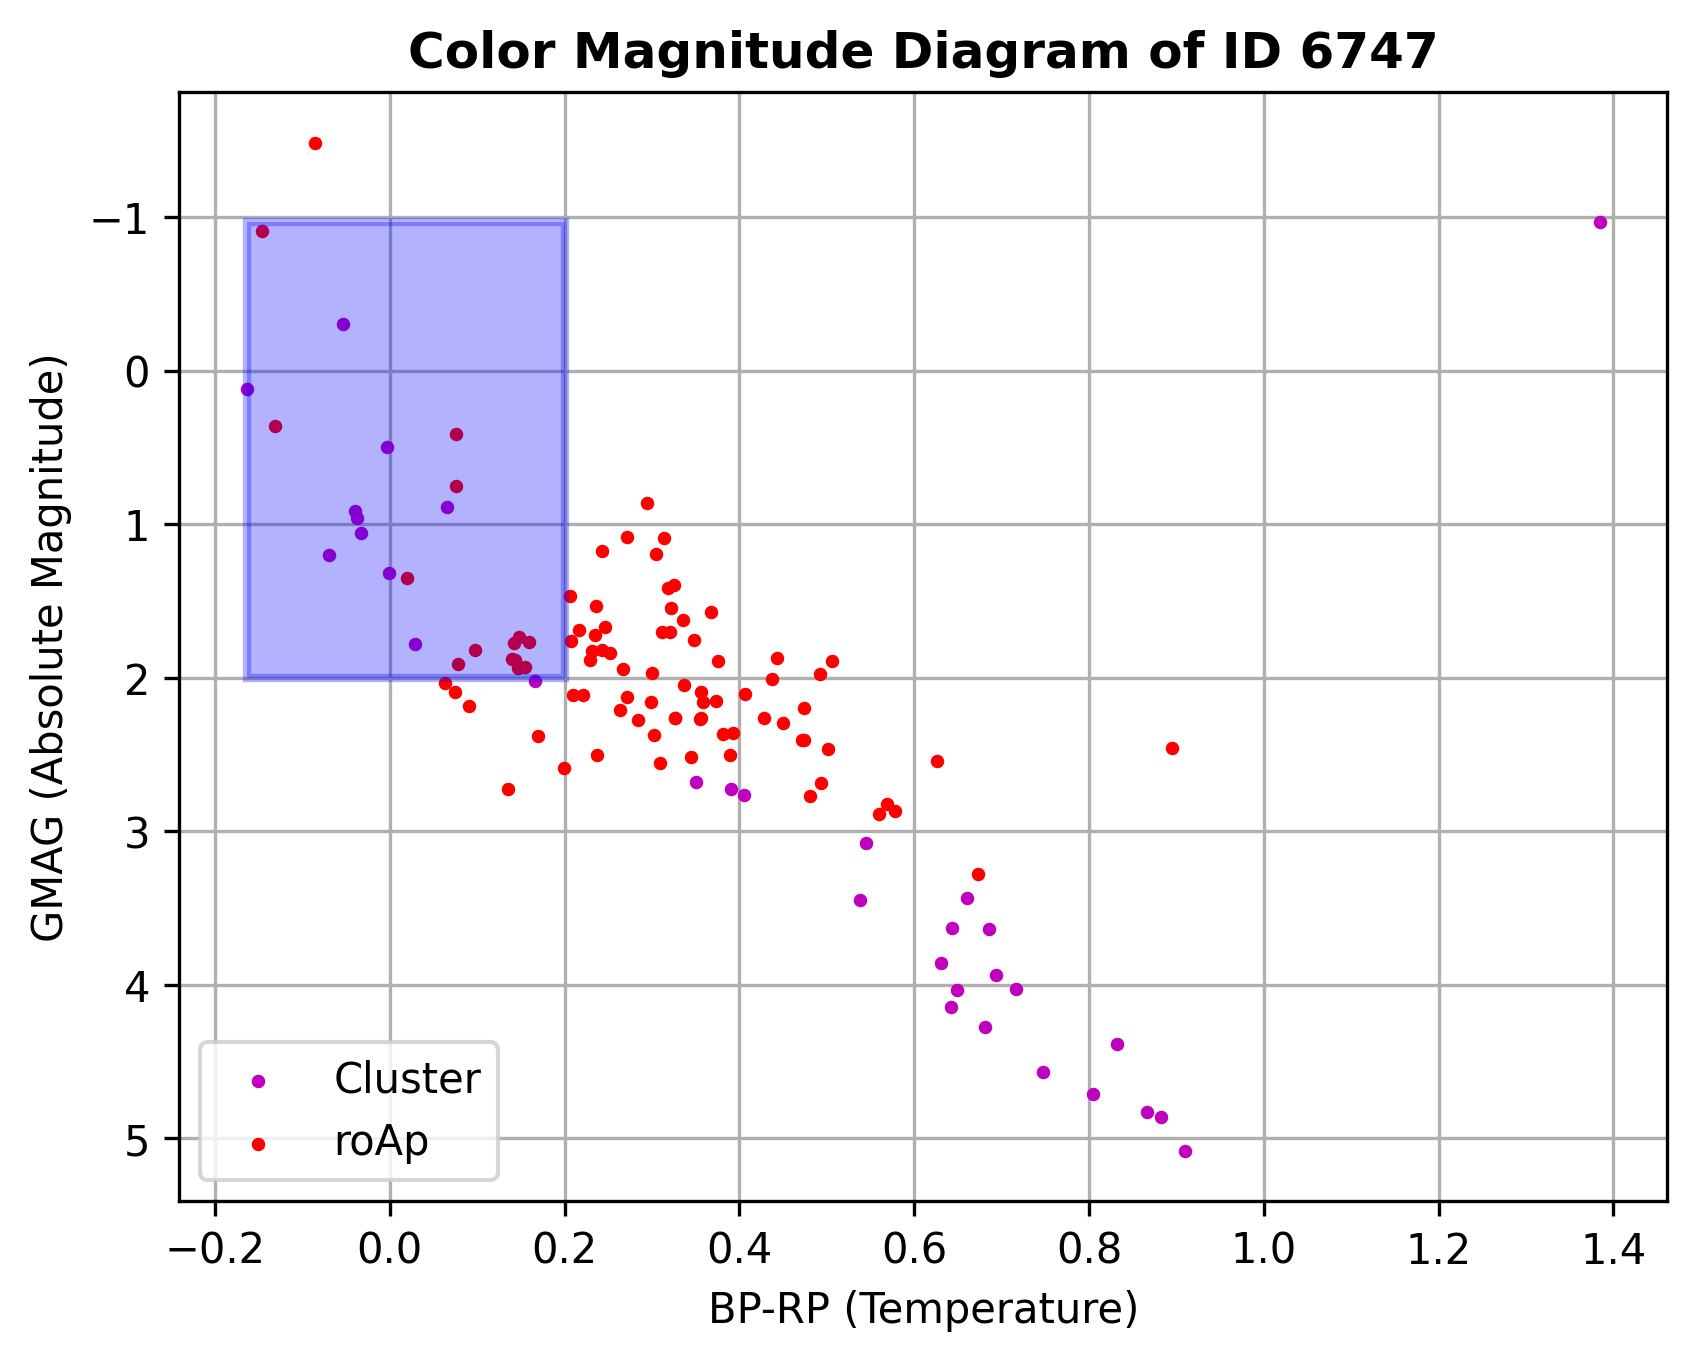 Color Magnitude Diagram of ID 6747
GMAG (Absolute Magnitude)
−1
0
1
2
3
4
5
Cluster
roAp
−0.2 0.0 0.2 0.4 0.6 0.8 1.0 1.2 1.4
BP-RP (Temperature)